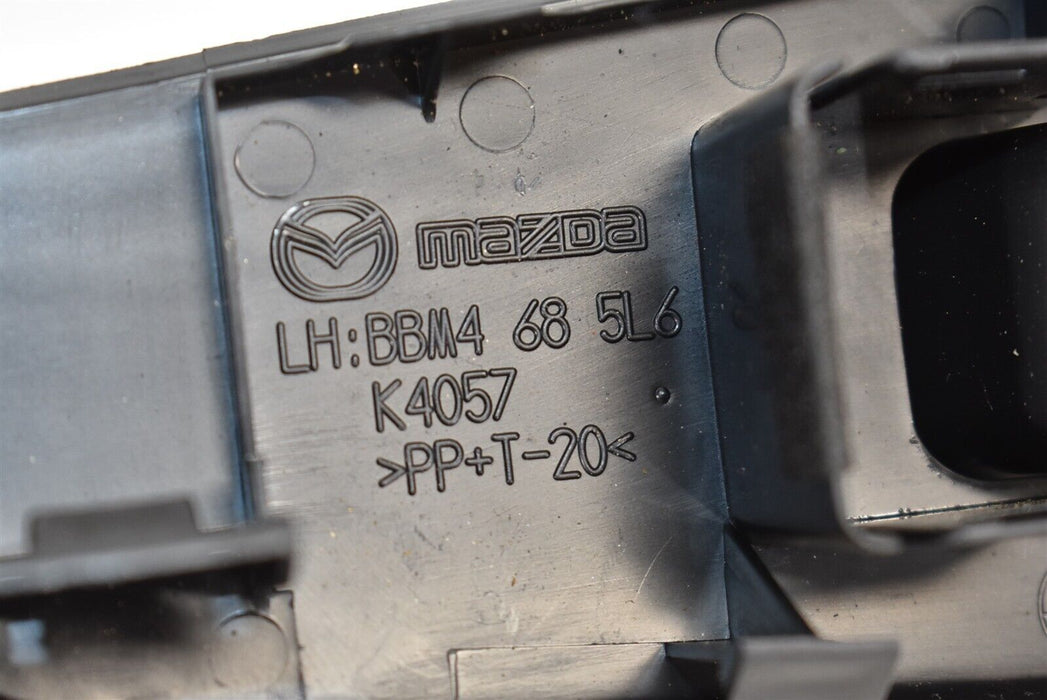 mazda
LH:BBM4 68 5L6
K4057
>PP+T-20<